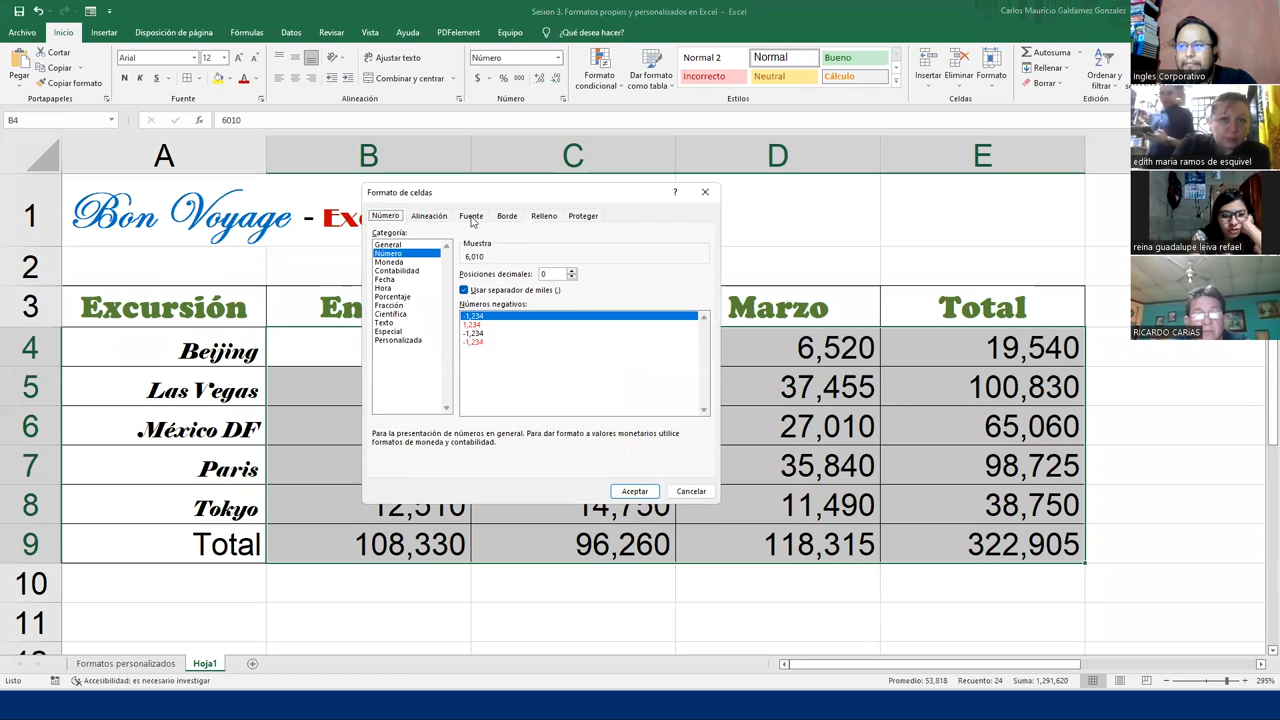 Sesion 3. Formatos propios y personalizados en Excel - Excel
Carlos Mauricio Galdamez Gonzalez
Archivo Inicio Insertar Disposición de página Fórmulas Datos Revisar Vista Ayuda PDFelement Equipo ¿Qué desea hacer?
Pegar
Cortar
Copiar
Copiar formato
Portapapeles
Arial 12
N K S
Fuente
Ajustar texto
Combinar y centrar
Alineación
Número
$ % 000
Número
Formato condicional
Dar formato como tabla
Normal 2 Normal Bueno
Incorrecto Neutral Cálculo
Estilos
Insertar Eliminar Formato
Celdas
Autosuma
Rellenar
Borrar
Ordenar y filtrar
Edición
B4 fx 6010
A B C D E
1 Bon Voyage - Ex
2
3 Excursión En Marzo Total
4 Beijing 6,520 19,540
5 Las Vegas 37,455 100,830
6 México DF 27,010 65,060
7 Paris 35,840 98,725
8 Tokyo 12,510 14,750 11,490 38,750
9 Total 108,330 96,260 118,315 322,905
10
11
Formato de celdas ?
Número Alineación Fuente Borde Relleno Proteger
Categoría:
General
Número
Moneda
Contabilidad
Fecha
Hora
Porcentaje
Fracción
Científica
Texto
Especial
Personalizada
Muestra
6,010
Posiciones decimales: 0
Usar separador de miles (,)
Números negativos:
-1,234
1,234
-1,234
-1,234
Para la presentación de números en general. Para dar formato a valores monetarios utilice
formatos de moneda y contabilidad.
Aceptar Cancelar
Ingles Corporativo
edith maria ramos de esquivel
reina guadalupe leiva refael
RICARDO CARIAS
Formatos personalizados Hoja1
Listo Accesibilidad: es necesario investigar Promedio: 53,818 Recuento: 24 Suma: 1,291,620 295%